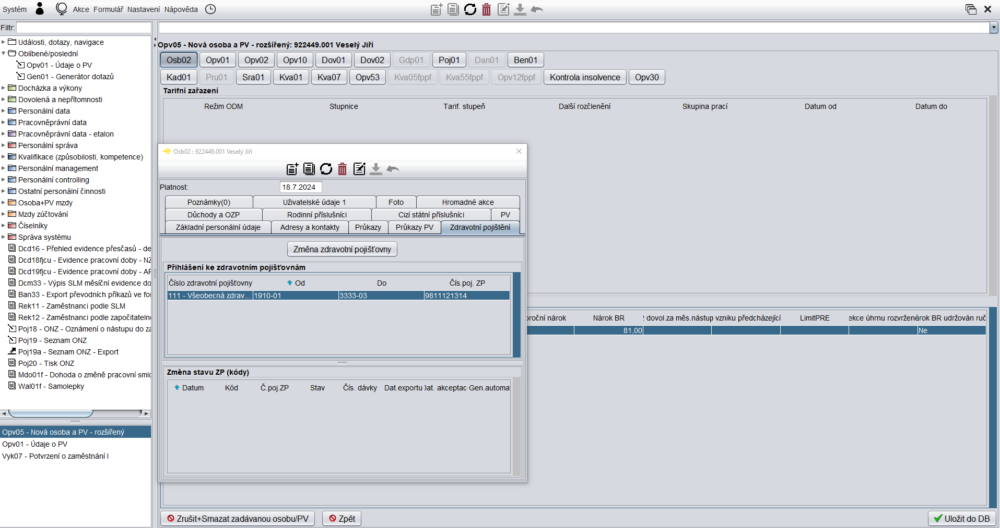 Systém Akce Formulář Nastavení Nápověda
Filtr:
Události, dotazy, navigace
Oblíbené/poslední
Opv01 - Údaje o PV
Gen01 - Generátor dotazů
Docházka a výkony
Dovolená a nepřítomnosti
Personální data
Pracovněprávní data
Pracovněprávní data - etalon
Personální správa
Kvalifikace (způsobilosti, kompetence)
Personální management
Personální controlling
Ostatní personální činnosti
Osoba+PV mzdy
Mzdy zúčtování
Číselníky
Správa systému
Dcd16 - Přehled evidence přesčasů - de
Dcd18fjcu - Evidence pracovní doby - NZ
Dcd19fjcu - Evidence pracovní doby - AF
Dcm33 - Výpis SLM měsíční evidence do
Ban33 - Export převodních příkazů ve for
Rek11 - Zaměstnanci podle SLM
Rek12 - Zaměstnanci podle započitatelné
Poj18 - ONZ - Oznámení o nástupu do za
Poj19 - Seznam ONZ
Poj19a - Seznam ONZ - Export
Poj20 - Tisk ONZ
Mdo01f - Dohoda o změně pracovní smlo
Wal01f - Samolepky
Opv05 - Nová osoba a PV - rozšířený
Opv01 - Údaje o PV
Vyk07 - Potvrzení o zaměstnání I
Opv05 - Nová osoba a PV - rozšířený: 922449.001 Veselý Jiří
Osb02 Opv01 Opv02 Opv10 Dov01 Dov02 Gdp01 Poj01 Dan01 Ben01
Kad01 Pru01 Sra01 Kva01 Kva07 Opv53 Kva05fppf Kva55fppf Opv12fppf Kontrola insolvence Opv30
Tarifní zařazení
Režim ODM Stupnice Tarif. stupeň Další rozčlenění Skupina prací Datum od Datum do
Osb02 : 922449.001 Veselý Jiří
Platnost: 18.7.2024
Poznámky(0) Uživatelské údaje 1 Foto Hromadné akce
Důchody a OZP Rodinní příslušníci Cizí státní příslušníci PV
Základní personální údaje Adresy a kontakty Průkazy Průkazy PV Zdravotní pojištění
Změna zdravotní pojišťovny
Přihlášení ke zdravotním pojišťovnám
Číslo zdravotní pojišťovny Od Do Čís.poj. ZP
111 - Všeobecná zdrav... 1910-01 3333-03 9811121314
Změna stavu ZP (kódy)
Datum Kód Č.poj.ZP Stav Čís. dávky Dat.exportu Dat. akceptac Gen.automa
oroční nárok Nárok BR dovol.za měs.nástup vzniku předcházející LimitPRE ekce úhrnu rozvržené rok BR udržován ruč
81,00 Ne
Zrušit+Smazat zadávanou osobu/PV Zpět Uložit do DB